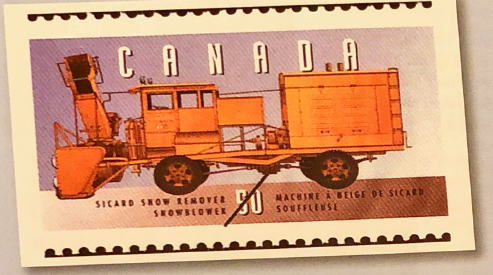 CANADA
SICARD SNOW REMOVER
SNOWBLOWER
50
MACHINE À NEIGE DE SICARD
SOUFFLEUSE